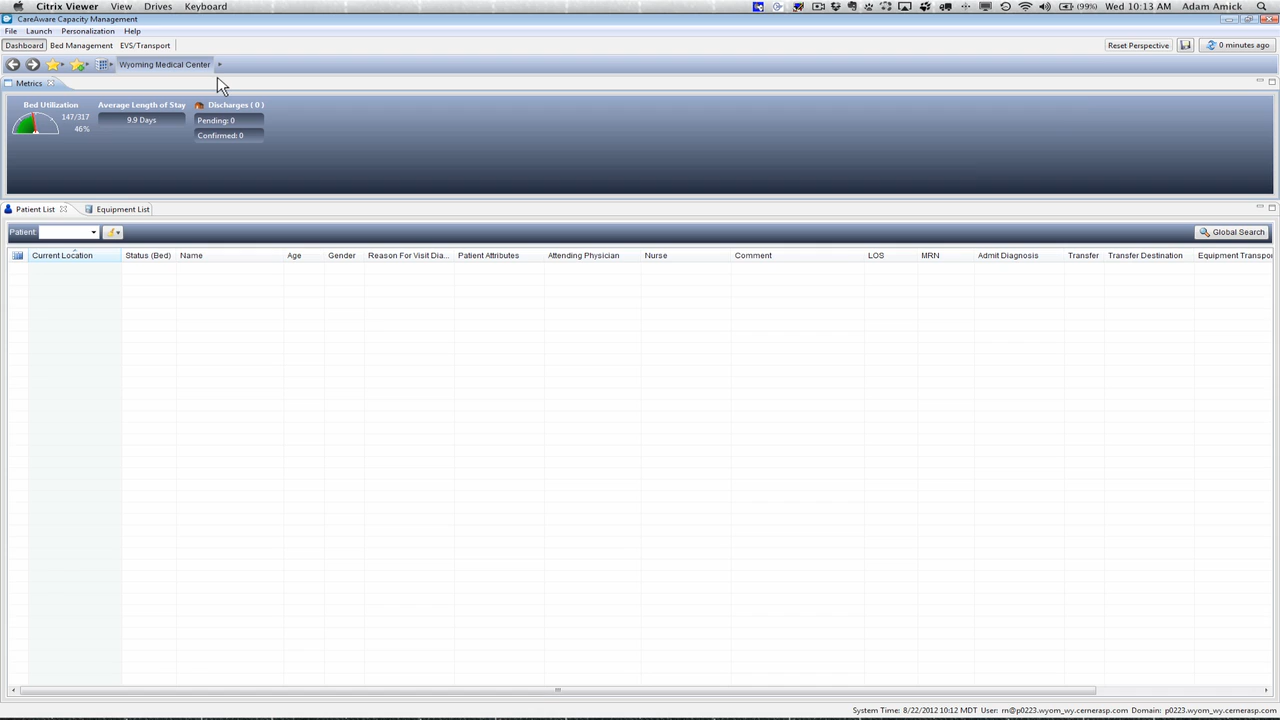 Citrix Viewer View Drives Keyboard (99%) Wed 10:13 AM Adam Amick
CareAware Capacity Management
File Launch Personalization Help
Dashboard Bed Management EVS/Transport Reset Perspective 0 minutes ago
Wyoming Medical Center
Metrics
Bed Utilization Average Length of Stay Discharges ( 0 )
147/317 9.9 Days Pending: 0
46% Confirmed: 0
Patient List Equipment List
Patient: Global Search
Current Location Status (Bed) Name Age Gender Reason For Visit Dia... Patient Attributes Attending Physician Nurse Comment LOS MRN Admit Diagnosis Transfer Transfer Destination Equipment Transpor
System Time: 8/22/2012 10:12 MDT User: rn@p0223.wyom_wy.cernerasp.com Domain: p0223.wyom_wy.cernerasp.com